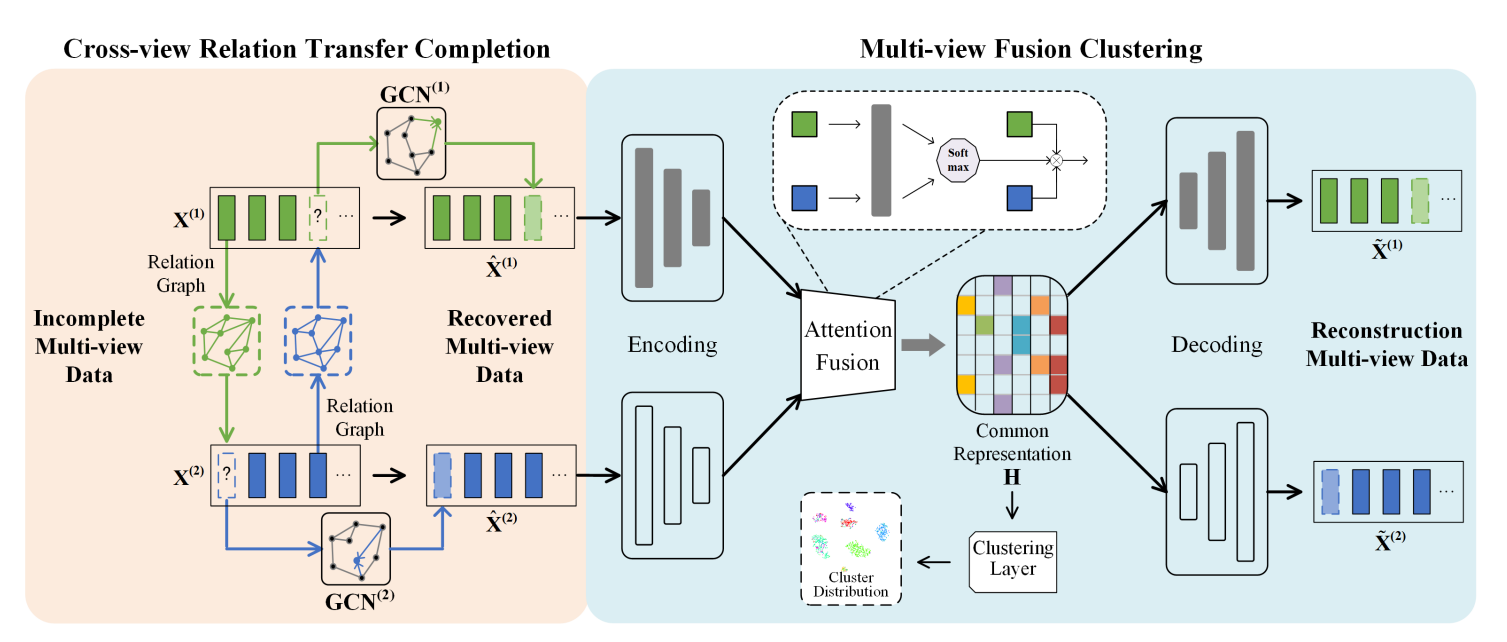 Cross-view Relation Transfer Completion
Multi-view Fusion Clustering
GCN(1)
X(1)
?
...
X̂(1)
...
Relation
Graph
Incomplete
Multi-view
Data
Recovered
Multi-view
Data
Relation
Graph
X(2)
?
...
X̂(2)
...
GCN(2)
Encoding
Soft
max
Attention
Fusion
Common
Representation
H
Clustering
Layer
Cluster
Distribution
Decoding
...
X̃(1)
Reconstruction
Multi-view Data
...
X̃(2)